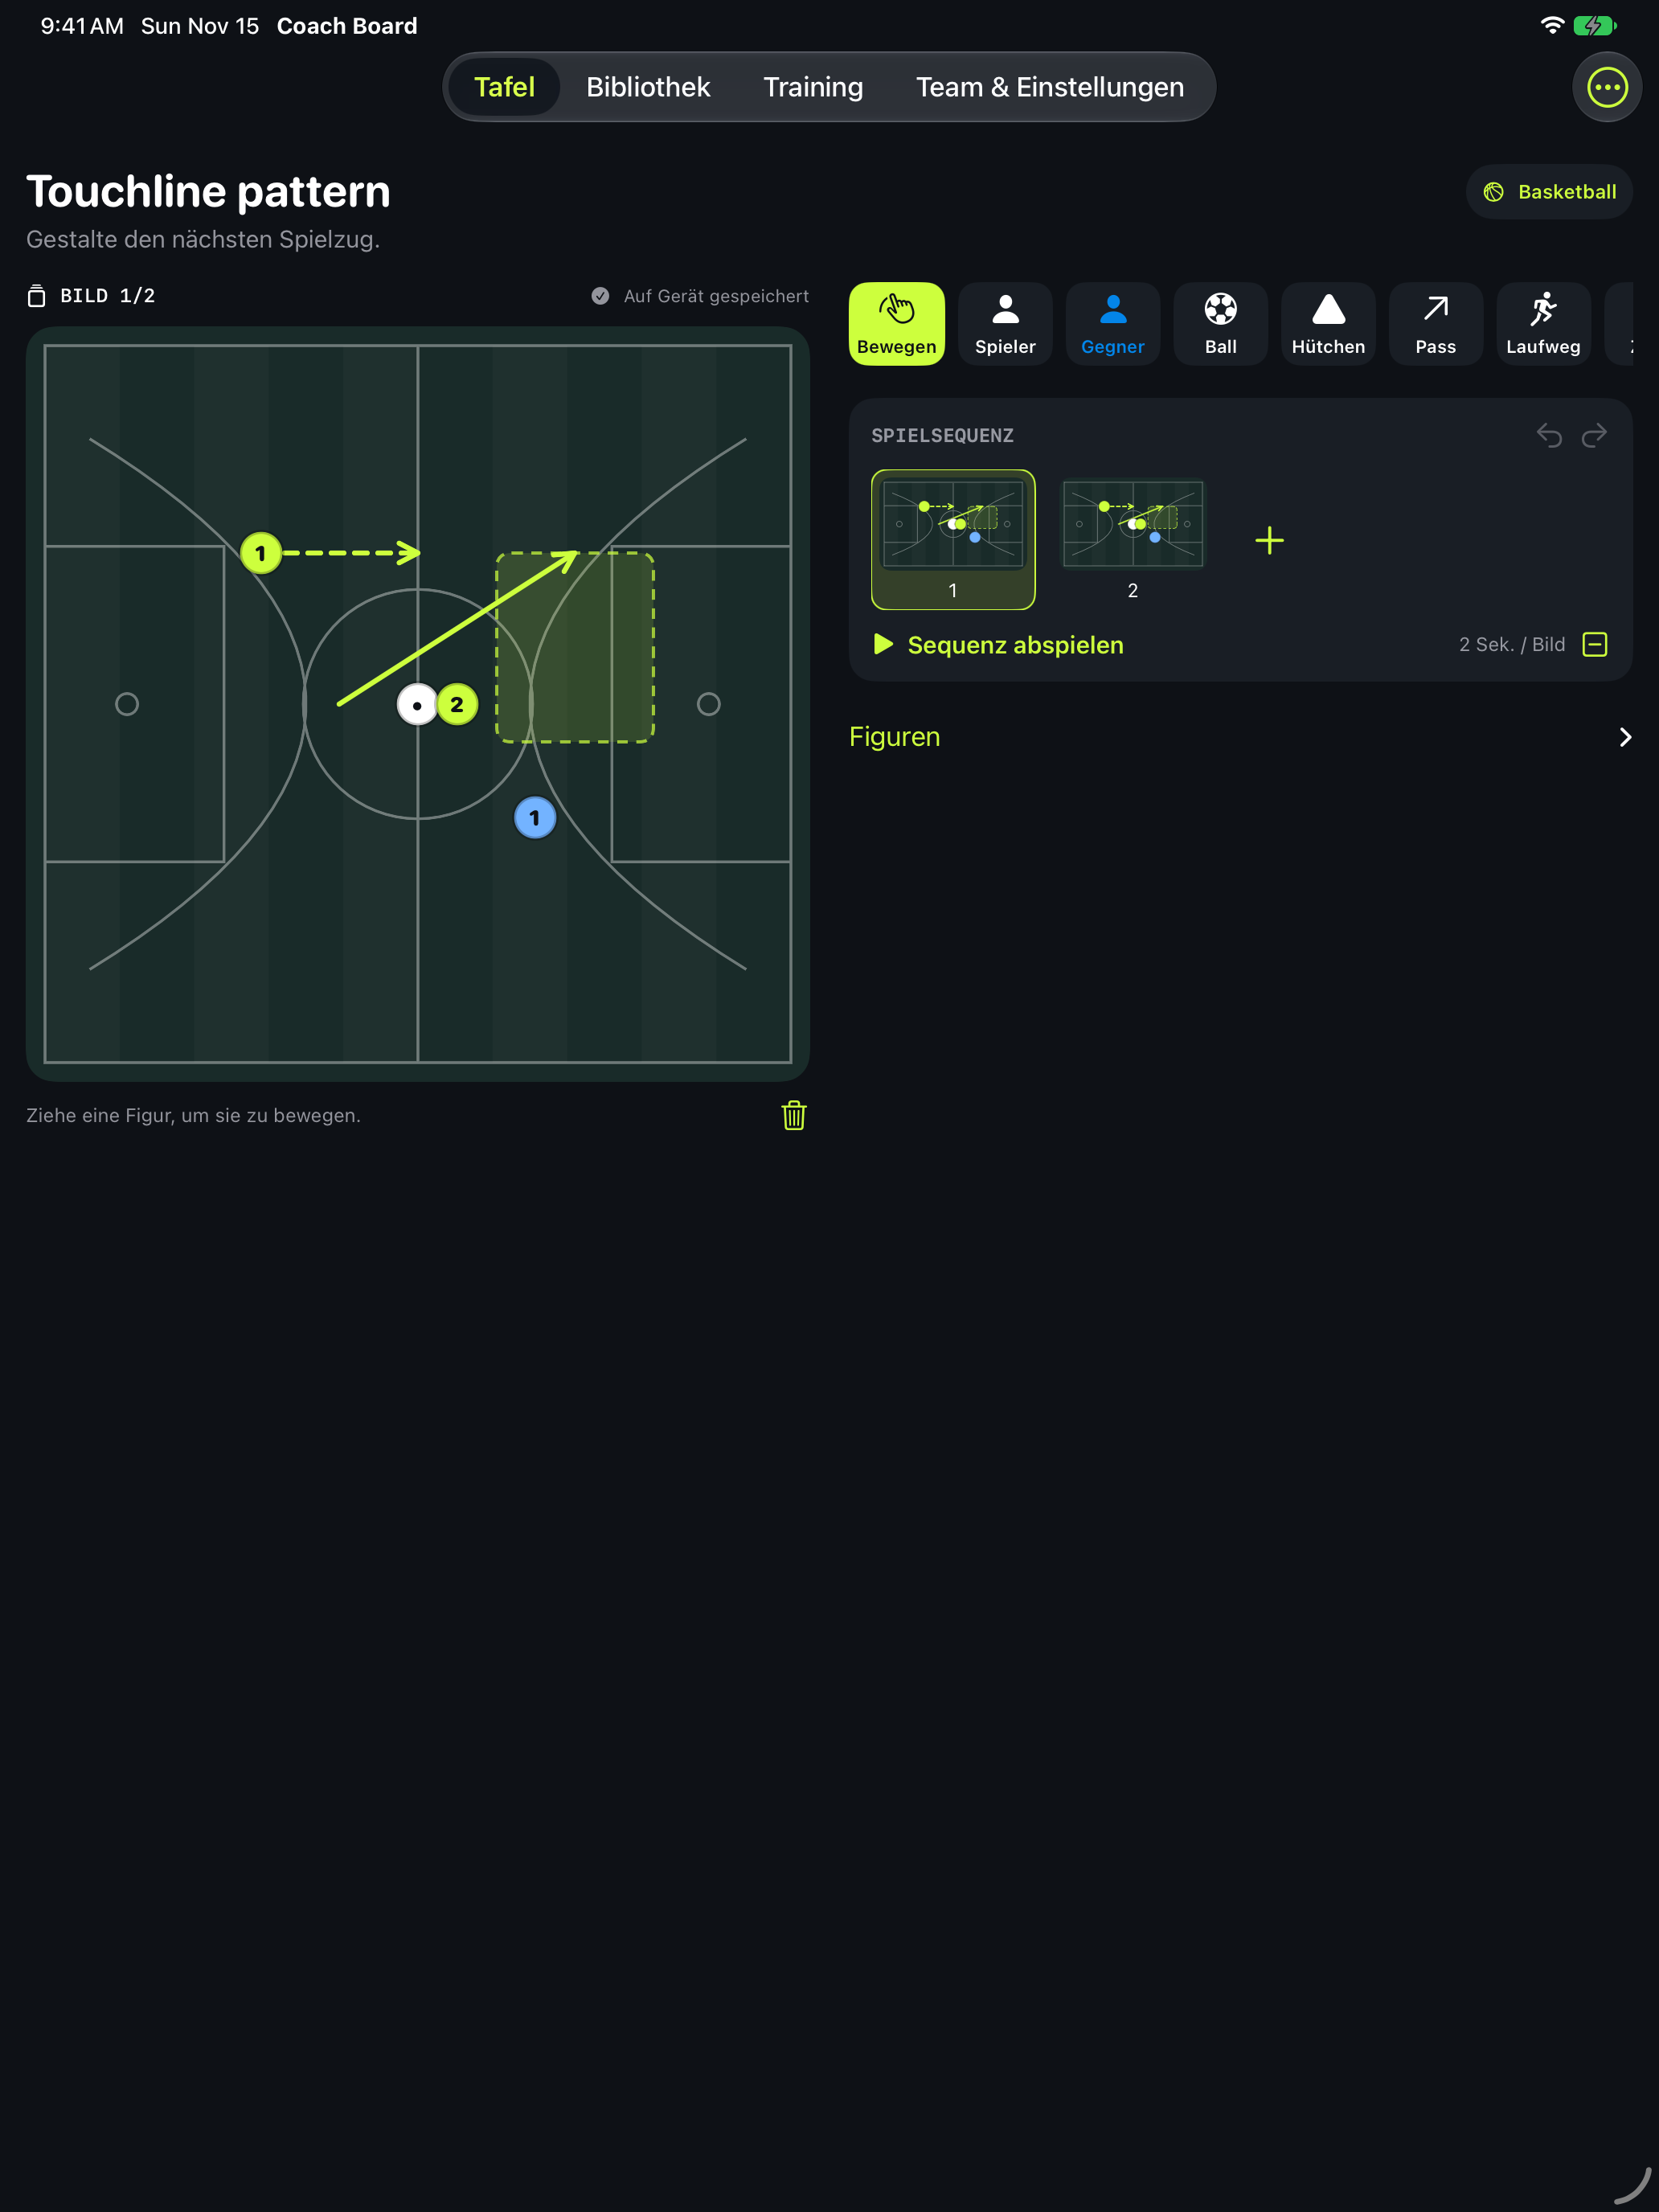 9:41 AM Sun Nov 15 Coach Board
Tafel Bibliothek Training Team & Einstellungen
Touchline pattern
Basketball
Gestalte den nächsten Spielzug.
BILD 1/2
Auf Gerät gespeichert
Bewegen Spieler Gegner Ball Hütchen Pass Laufweg
SPIELSEQUENZ
1 2
Sequenz abspielen
2 Sek. / Bild
Figuren
1
2
1
Ziehe eine Figur, um sie zu bewegen.